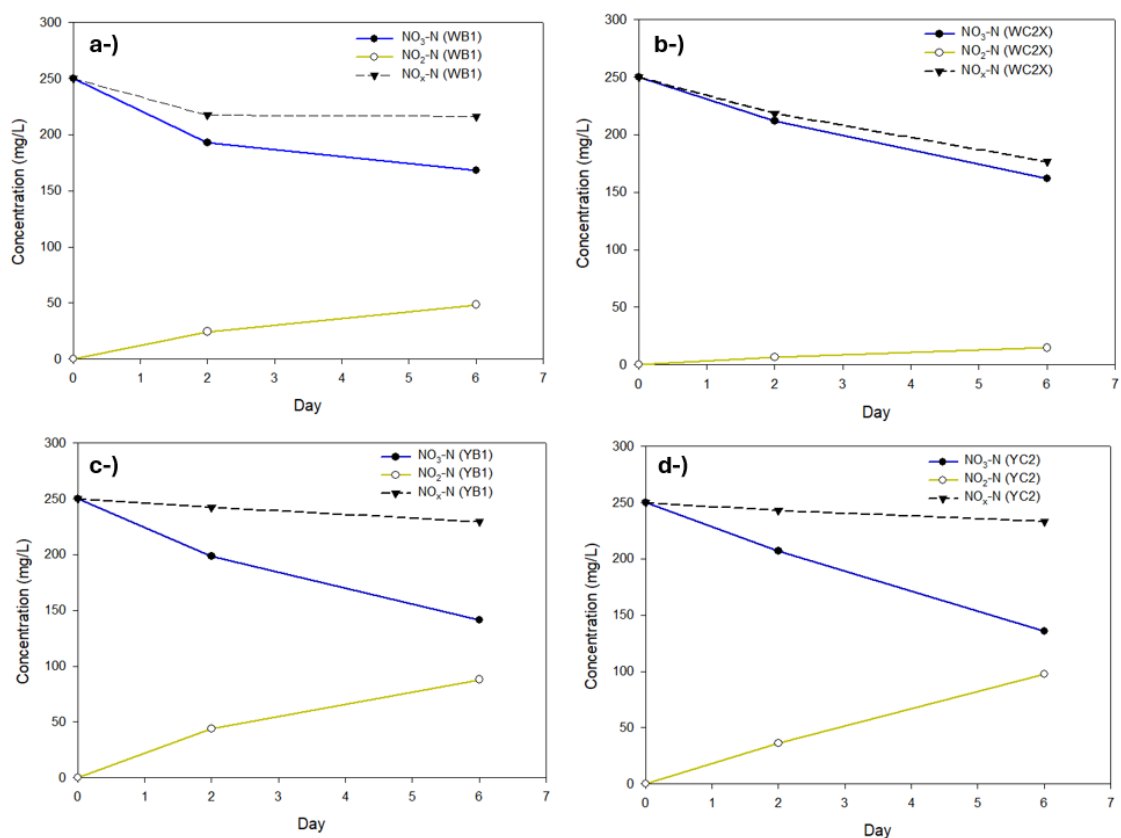 a-)
NO3-N (WB1)
NO2-N (WB1)
NOx-N (WB1)
300
250
200
150
100
50
0
Concentration (mg/L)
0 1 2 3 4 5 6 7
Day
b-)
NO3-N (WC2X)
NO2-N (WC2X)
NOx-N (WC2X)
300
250
200
150
100
50
0
Concentration (mg/L)
0 1 2 3 4 5 6 7
Day
c-)
NO3-N (YB1)
NO2-N (YB1)
NOx-N (YB1)
300
250
200
150
100
50
0
Concentration (mg/L)
0 1 2 3 4 5 6 7
Day
d-)
NO3-N (YC2)
NO2-N (YC2)
NOx-N (YC2)
300
250
200
150
100
50
0
Concentration (mg/L)
0 1 2 3 4 5 6 7
Day